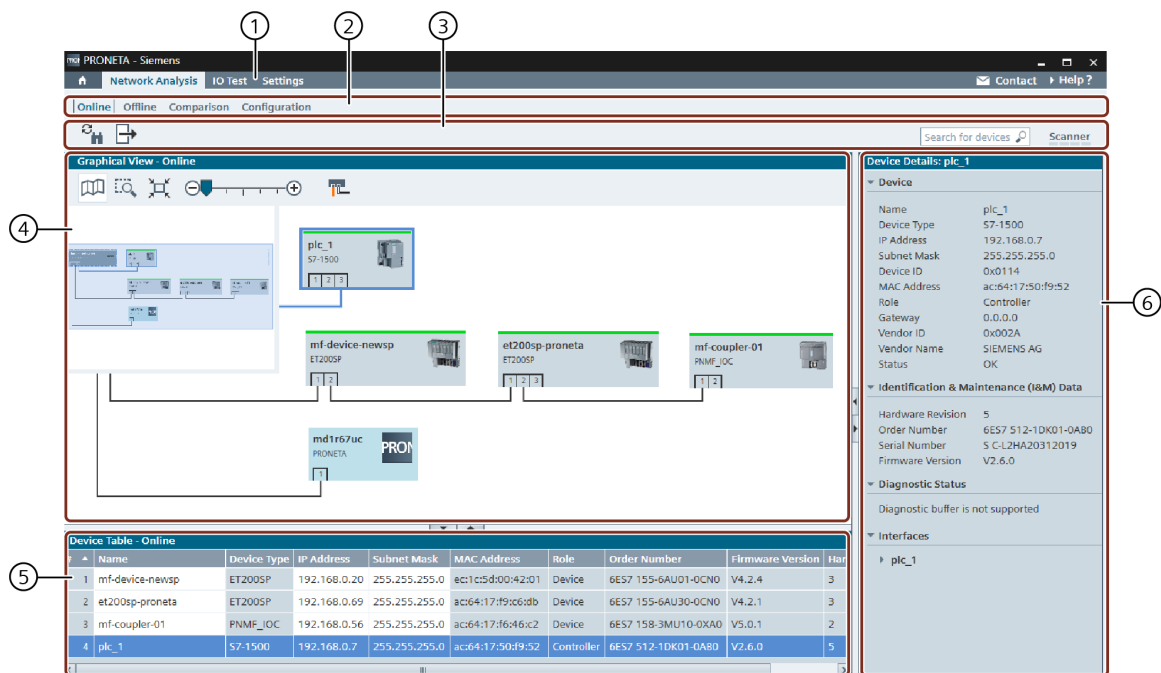 1 2 3
PRONETA - Siemens
Network Analysis IO Test Settings Contact Help ?
Online Offline Comparison Configuration
Search for devices Scanner
Graphical View - Online
4
plc_1
S7-1500
1 2 3
mf-device-newsp
ET200SP
1 2
et200sp-proneta
ET200SP
1 2 3
mf-coupler-01
PNMF_IOC
1 2
md1r67uc
PRONETA
PRON
1
Device Details: plc_1
Device
Name plc_1
Device Type S7-1500
IP Address 192.168.0.7
Subnet Mask 255.255.255.0
Device ID 0x0114
MAC Address ac:64:17:50:f9:52
Role Controller
Gateway 0.0.0.0
Vendor ID 0x002A
Vendor Name SIEMENS AG
Status OK
6
Identification & Maintenance (I&M) Data
Hardware Revision 5
Order Number 6ES7 512-1DK01-0AB0
Serial Number S C-L2HA20312019
Firmware Version V2.6.0
Diagnostic Status
Diagnostic buffer is not supported
Interfaces
plc_1
Device Table - Online
Name Device Type IP Address Subnet Mask MAC Address Role Order Number Firmware Version Har
5
1 mf-device-newsp ET200SP 192.168.0.20 255.255.255.0 ec:1c:5d:00:42:01 Device 6ES7 155-6AU01-0CN0 V4.2.4 3
2 et200sp-proneta ET200SP 192.168.0.69 255.255.255.0 ac:64:17:f9:c6:db Device 6ES7 155-6AU30-0CN0 V4.2.1 3
3 mf-coupler-01 PNMF_IOC 192.168.0.56 255.255.255.0 ac:64:17:f6:46:c2 Device 6ES7 158-3MU10-0XA0 V5.0.1 2
4 plc_1 S7-1500 192.168.0.7 255.255.255.0 ac:64:17:50:f9:52 Controller 6ES7 512-1DK01-0AB0 V2.6.0 5